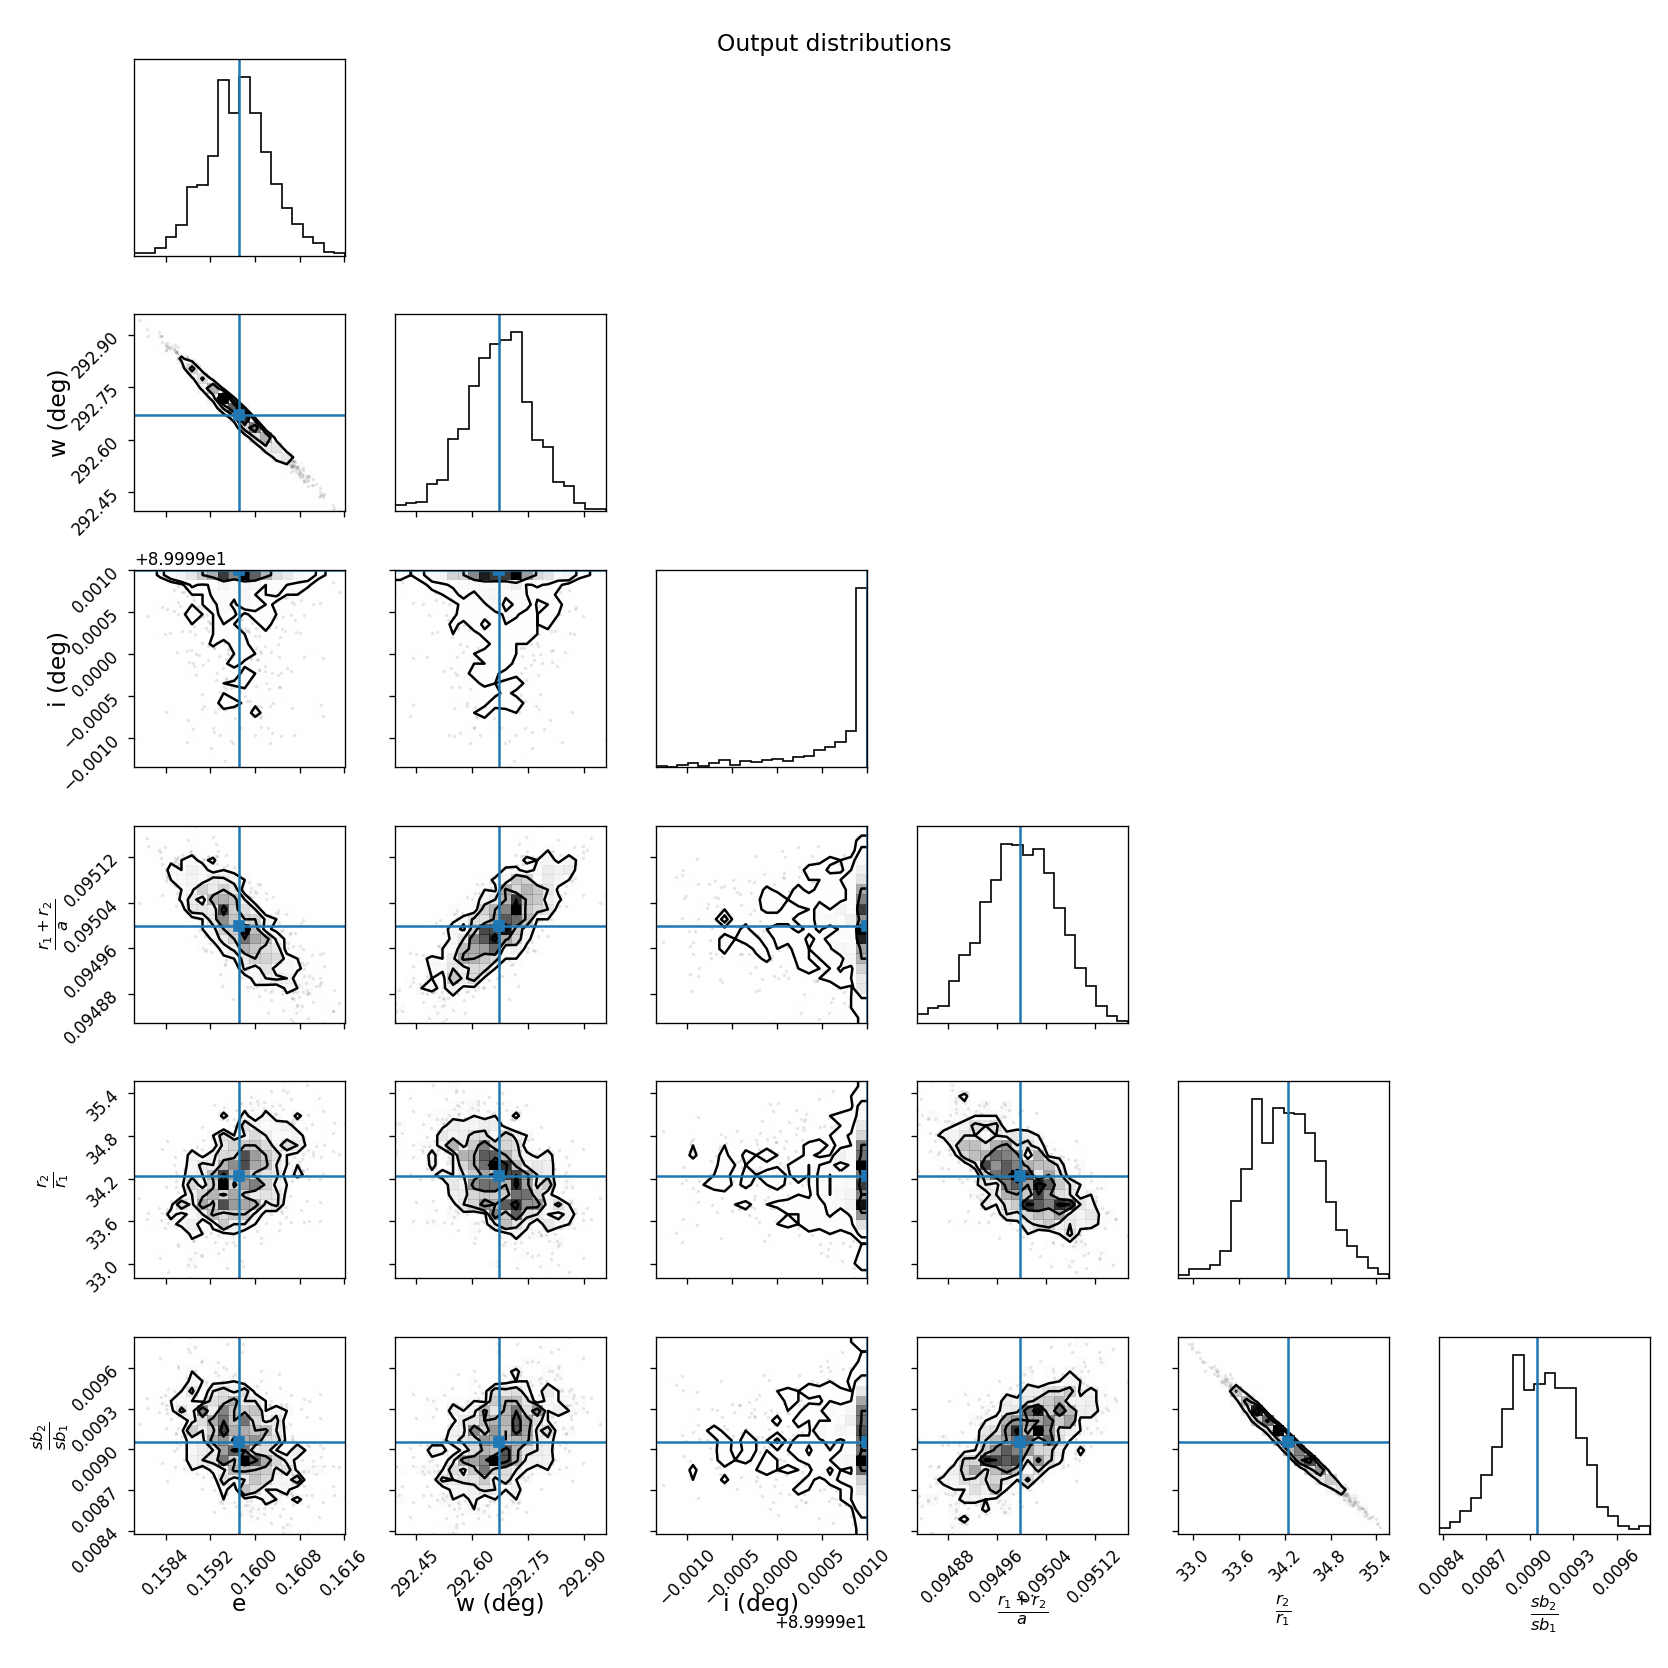 Output distributions
w (deg)
292.90
292.75
292.60
292.45
+8.9999e1
i (deg)
0.0010
0.0005
0.0000
−0.0005
−0.0010
r₁ + r₂
a
0.09512
0.09504
0.09496
0.09488
r₂
r₁
35.4
34.8
34.2
33.6
33.0
sb₂
sb₁
0.0096
0.0093
0.0090
0.0087
0.0084
0.1584 0.1592 0.1600 0.1608 0.1616
e
292.45 292.60 292.75 292.90
w (deg)
−0.0010 −0.0005 0.0000 0.0005 0.0010
i (deg)
+8.9999e1
0.09488 0.09496 0.09504 0.09512
r₁ + r₂
a
33.0 33.6 34.2 34.8 35.4
r₂
r₁
0.0084 0.0087 0.0090 0.0093 0.0096
sb₂
sb₁